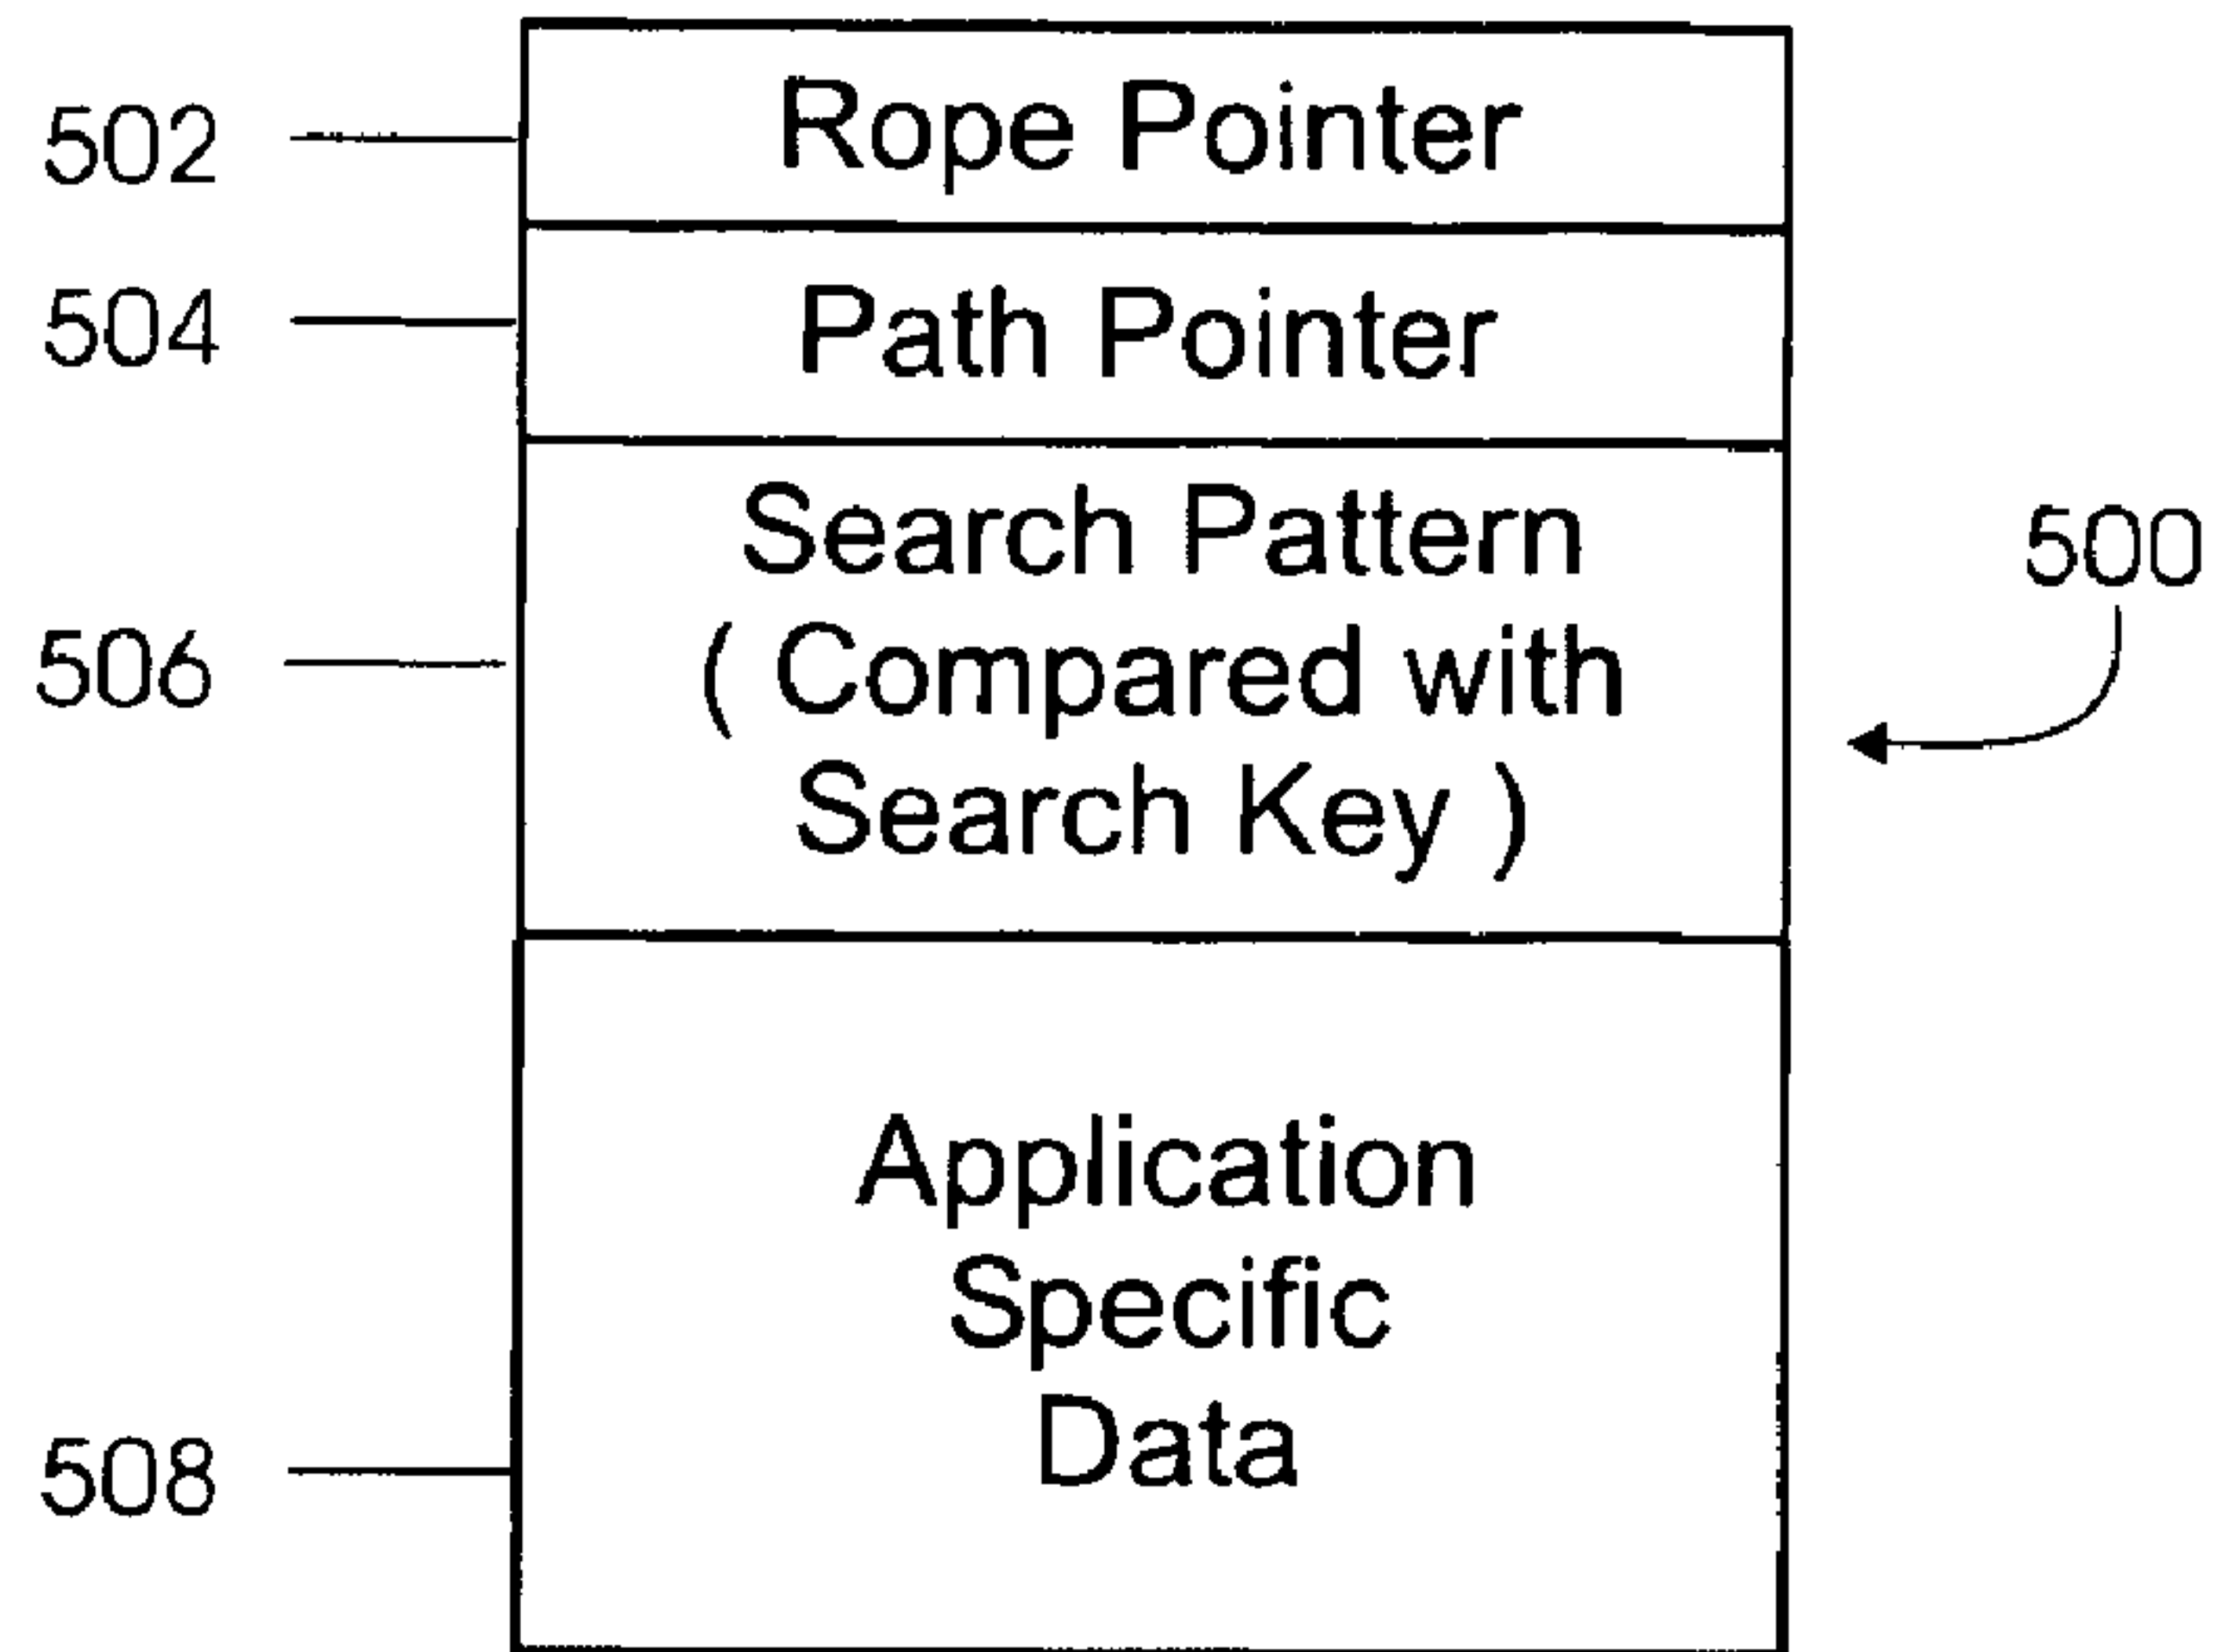 502
Rope Pointer
504
Path Pointer
Search Pattern
500
506
( Compared with
Search Key )
Application
Specific
508
Data